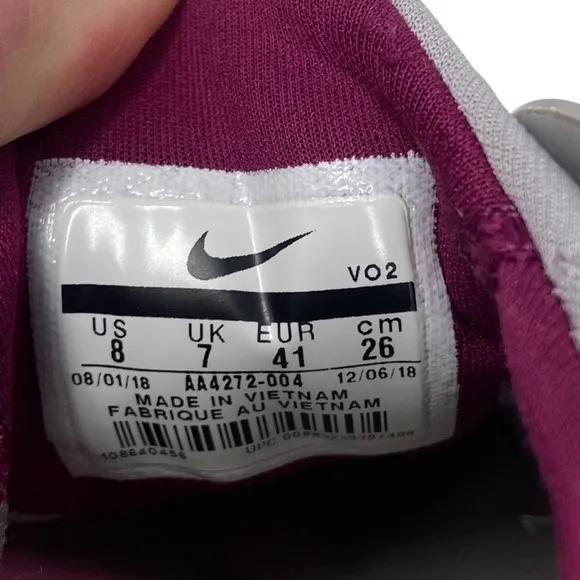 VO2
US UK EUR cm
8 7 41 26
08/01/18 AA4272-004 12/06/18
MADE IN VIETNAM
FABRIQUE AU VIETNAM
108640456 UPC